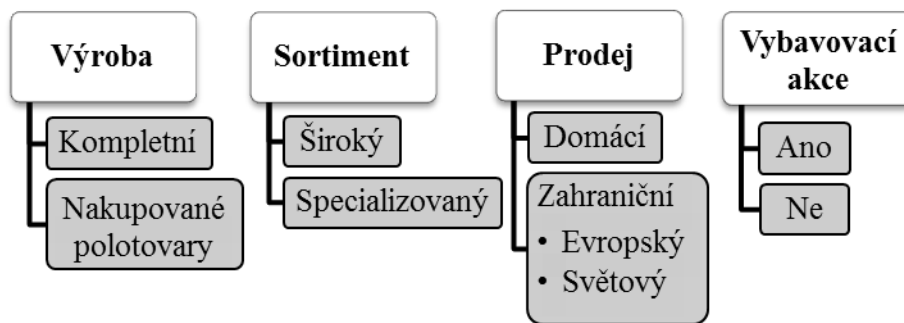 Výroba
Kompletní
Nakupované
polotovary
Sortiment
Široký
Specializovaný
Prodej
Domácí
Zahraniční
• Evropský
• Světový
Vybavovací
akce
Ano
Ne